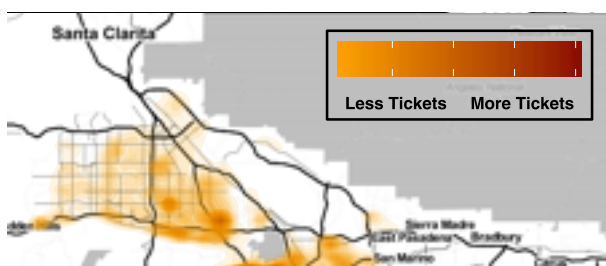 Santa Clarita
Less Tickets More Tickets
Sierra Madre
East Pasadena Bradbury
San Marino